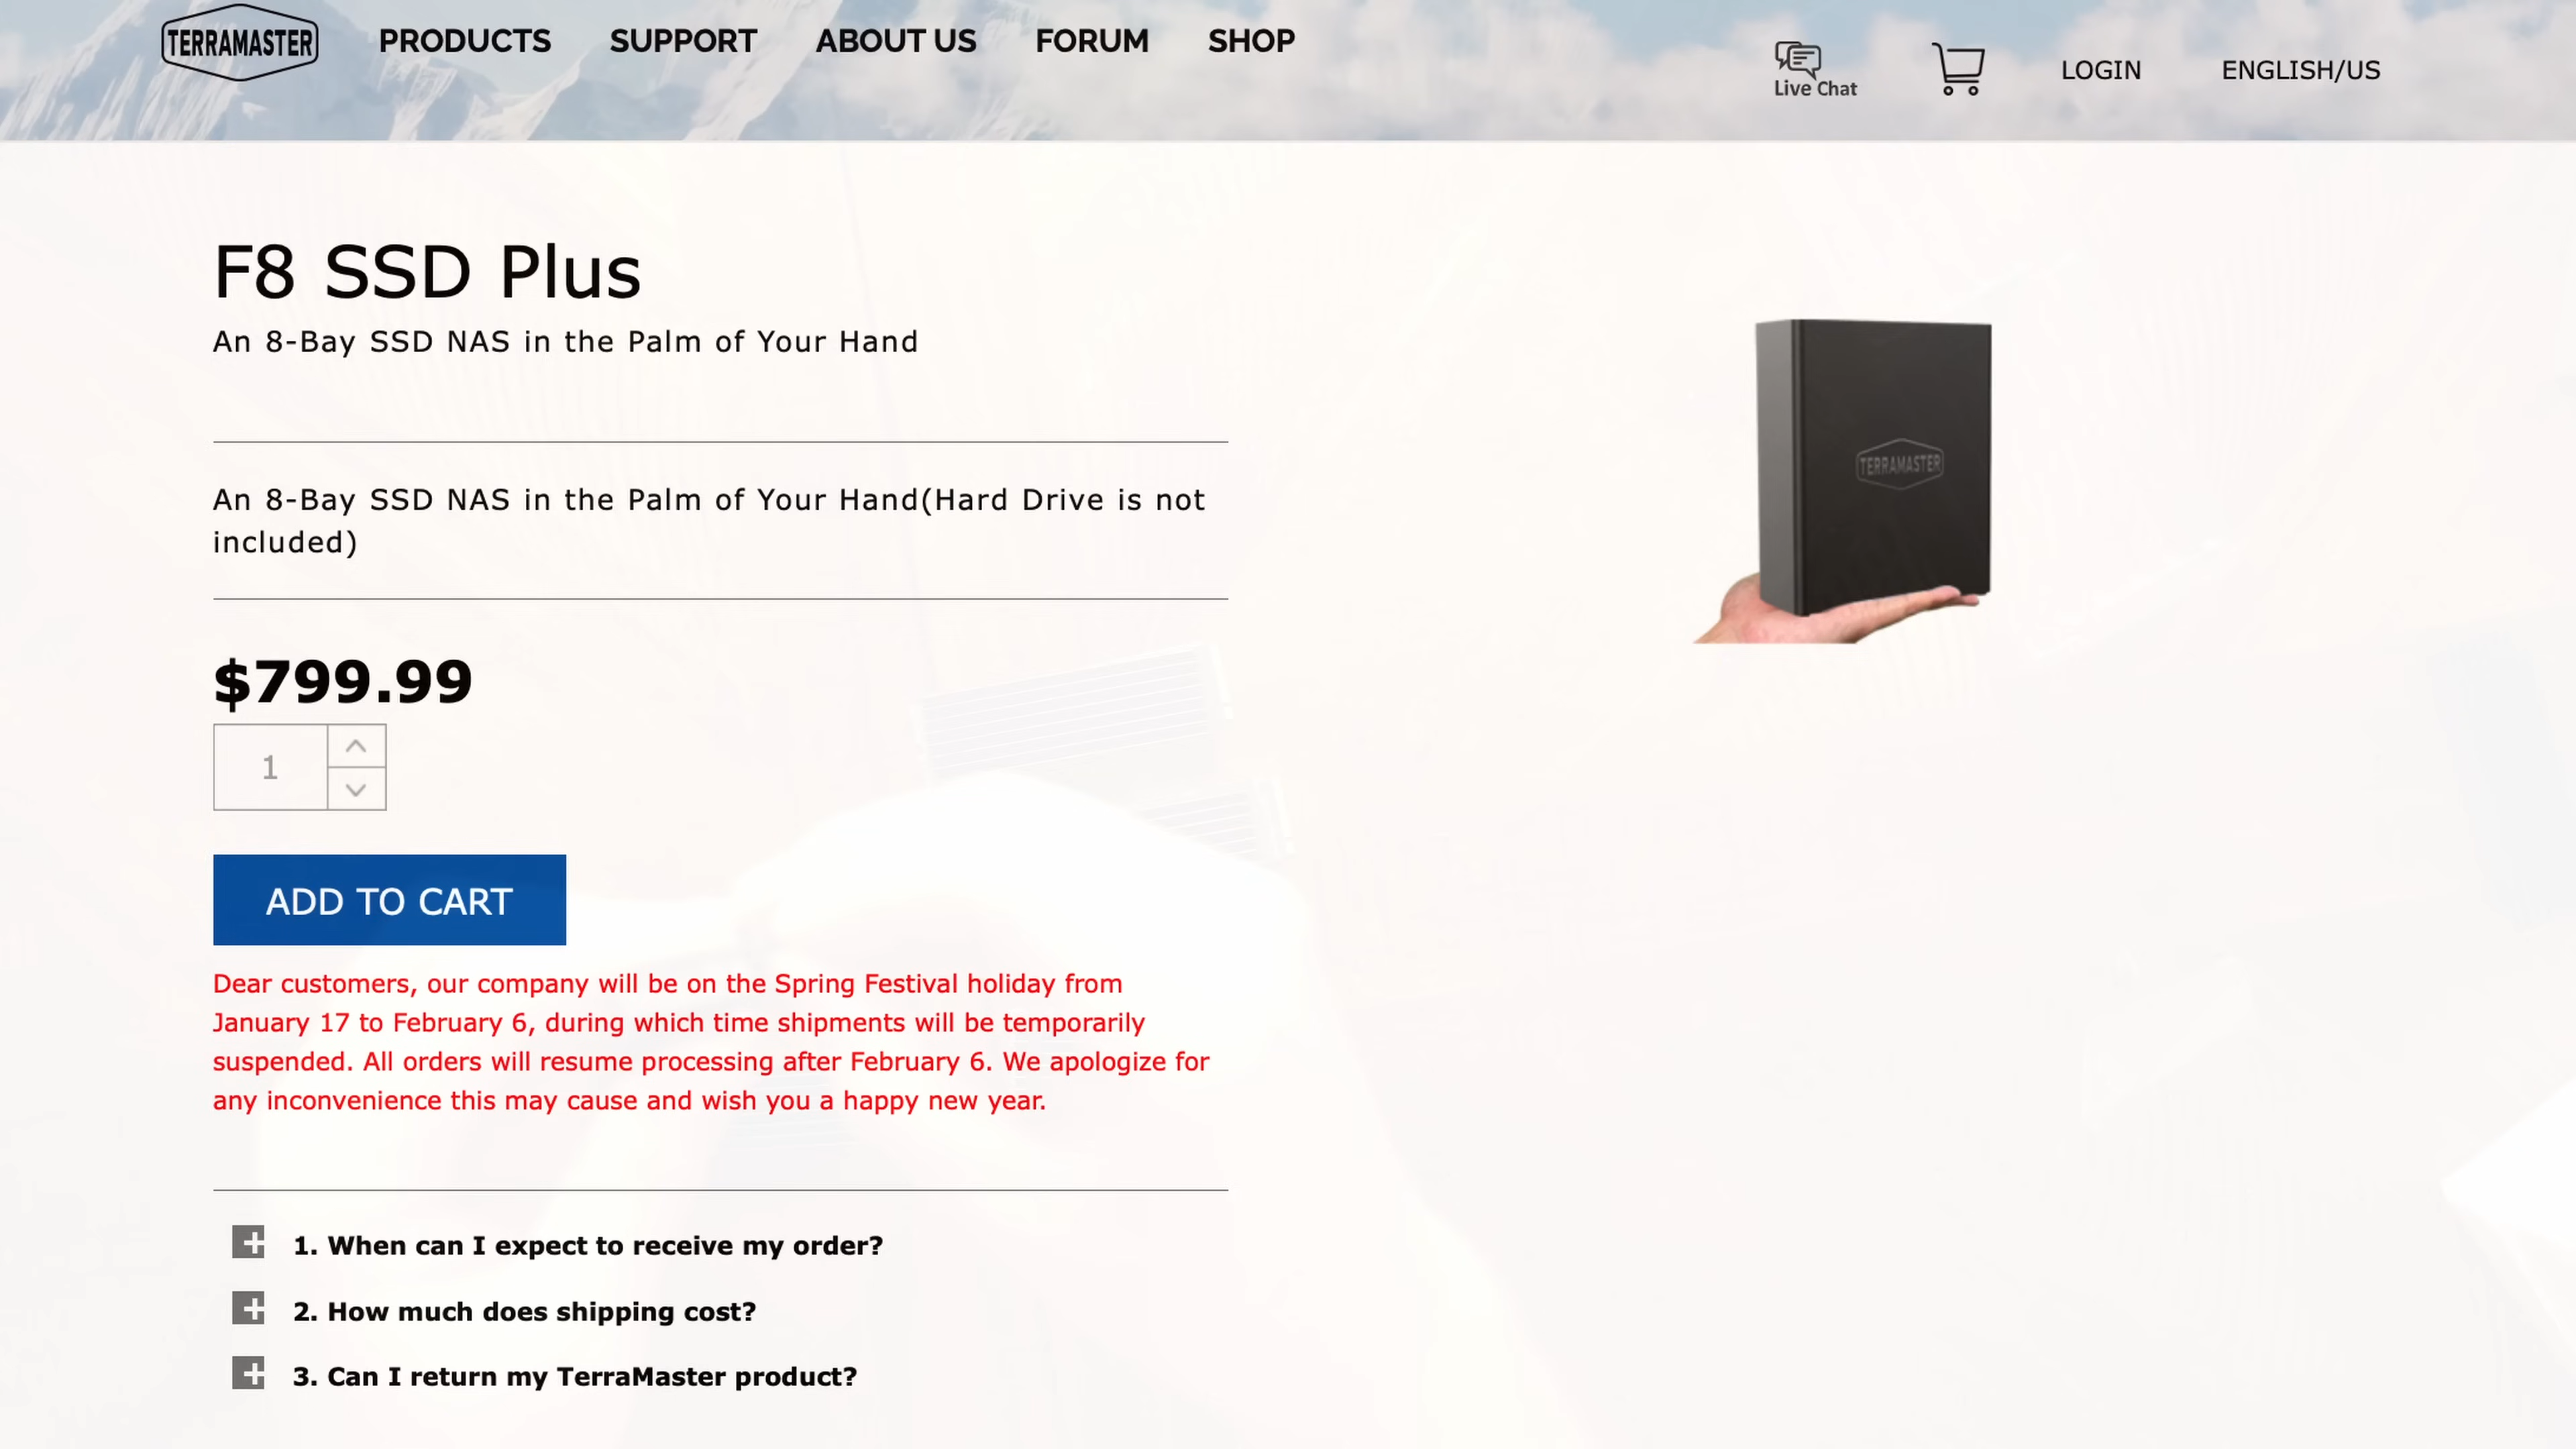 TERRAMASTER
PRODUCTS
SUPPORT
ABOUT US
FORUM
SHOP
Live Chat
LOGIN
ENGLISH/US
F8 SSD Plus
An 8-Bay SSD NAS in the Palm of Your Hand
An 8-Bay SSD NAS in the Palm of Your Hand(Hard Drive is not
included)
TERRAMASTER
$799.99
1
ADD TO CART
Dear customers, our company will be on the Spring Festival holiday from
January 17 to February 6, during which time shipments will be temporarily
suspended. All orders will resume processing after February 6. We apologize for
any inconvenience this may cause and wish you a happy new year.
1. When can I expect to receive my order?
2. How much does shipping cost?
3. Can I return my TerraMaster product?